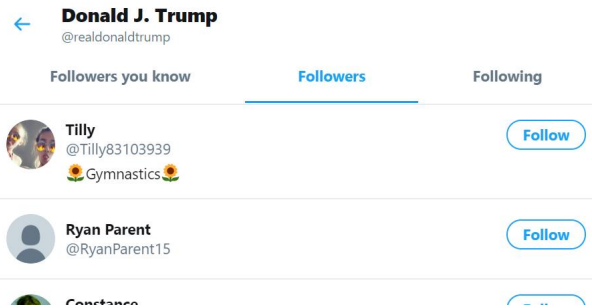 Donald J. Trump
@realdonaldtrump
Followers you know
Followers
Following
Tilly
@Tilly83103939
🌻Gymnastics🌻
Follow
Ryan Parent
@RyanParent15
Follow
Constance